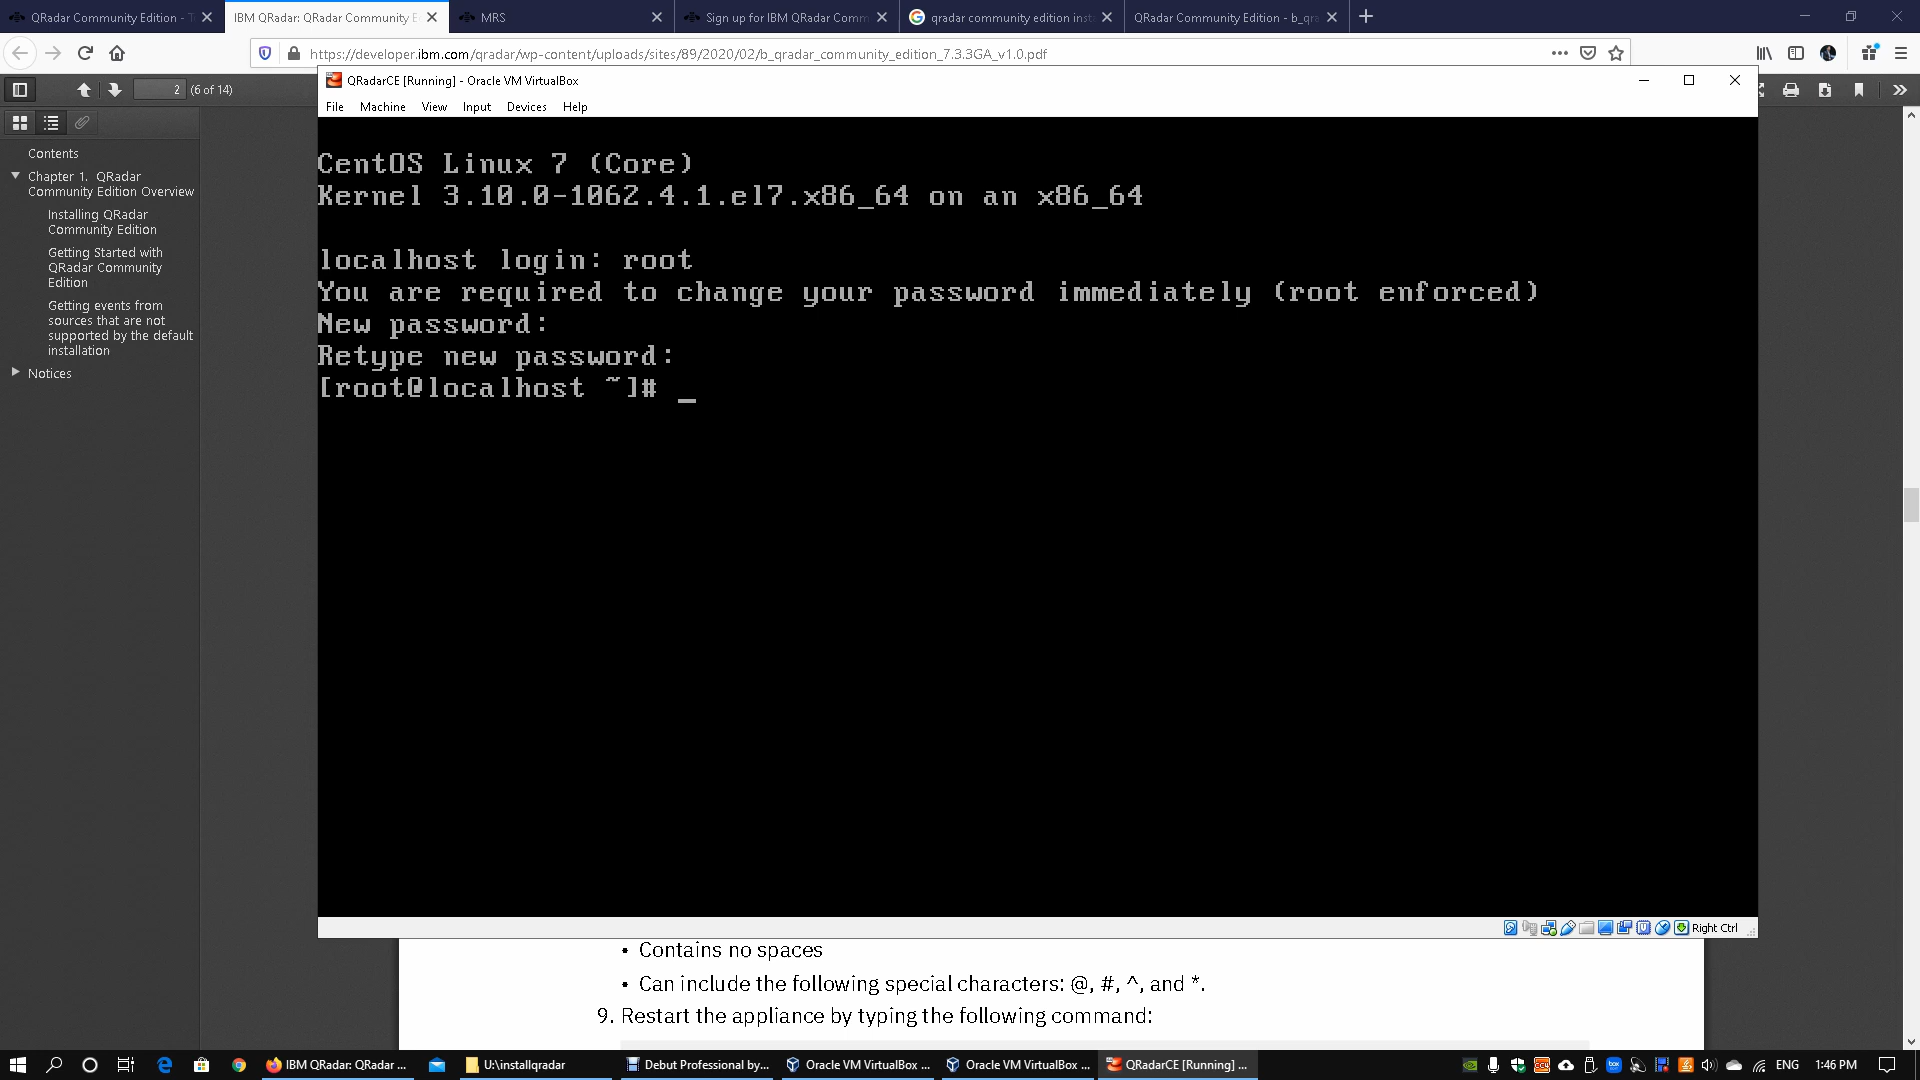 QRadar Community Edition - T
IBM QRadar: QRadar Community E
MRS
Sign up for IBM QRadar Comm
qradar community edition inst
QRadar Community Edition - b_qra
https://developer.ibm.com/qradar/wp-content/uploads/sites/89/2020/02/b_qradar_community_edition_7.3.3GA_v1.0.pdf
2 (6 of 14)
QRadarCE [Running] - Oracle VM VirtualBox
File Machine View Input Devices Help
Contents
Chapter 1. QRadar
Community Edition Overview
Installing QRadar
Community Edition
Getting Started with
QRadar Community
Edition
Getting events from
sources that are not
supported by the default
installation
Notices
CentOS Linux 7 (Core)
Kernel 3.10.0-1062.4.1.el7.x86_64 on an x86_64
localhost login: root
You are required to change your password immediately (root enforced)
New password:
Retype new password:
[root@localhost ~]# _
Right Ctrl
• Contains no spaces
• Can include the following special characters: @, #, ^, and *.
9. Restart the appliance by typing the following command:
IBM QRadar: QRadar ...
U:\installqradar
Debut Professional by...
Oracle VM VirtualBox ...
Oracle VM VirtualBox ...
QRadarCE [Running] ...
ENG
1:46 PM